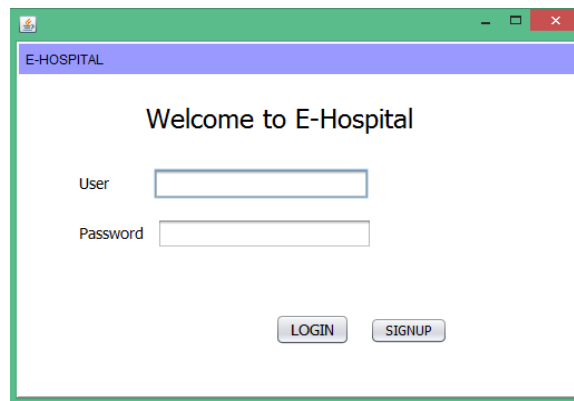 E-HOSPITAL
Welcome to E-Hospital
User
Password
LOGIN SIGNUP